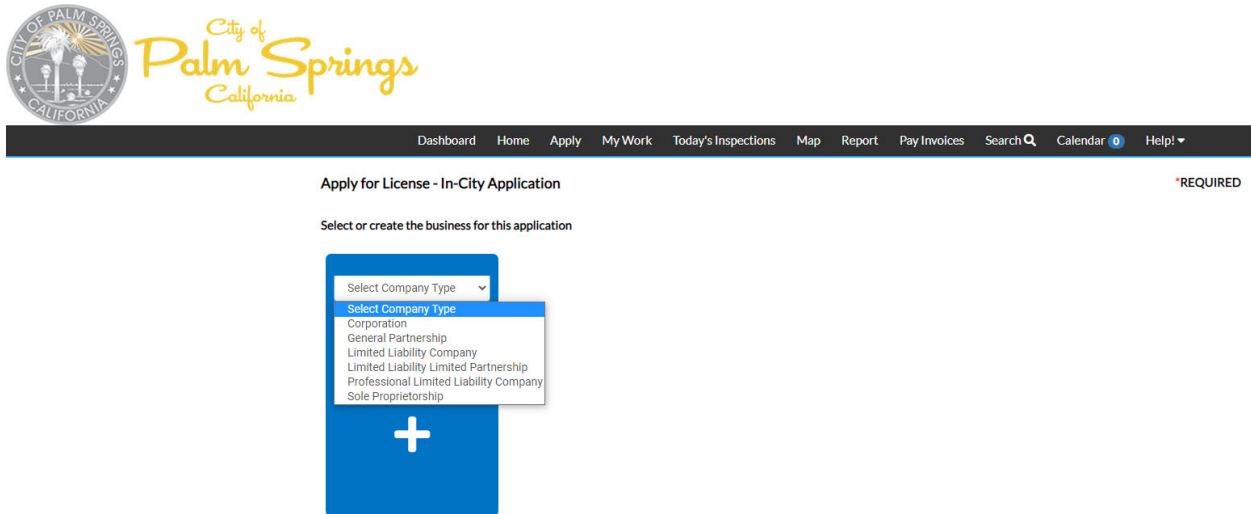 CITY OF PALM SPRINGS
CALIFORNIA
City of
Palm Springs
California
Dashboard Home Apply My Work Today's Inspections Map Report Pay Invoices Search Calendar 0 Help!
Apply for License - In-City Application *REQUIRED
Select or create the business for this application
Select Company Type
Select Company Type
Corporation
General Partnership
Limited Liability Company
Limited Liability Limited Partnership
Professional Limited Liability Company
Sole Proprietorship